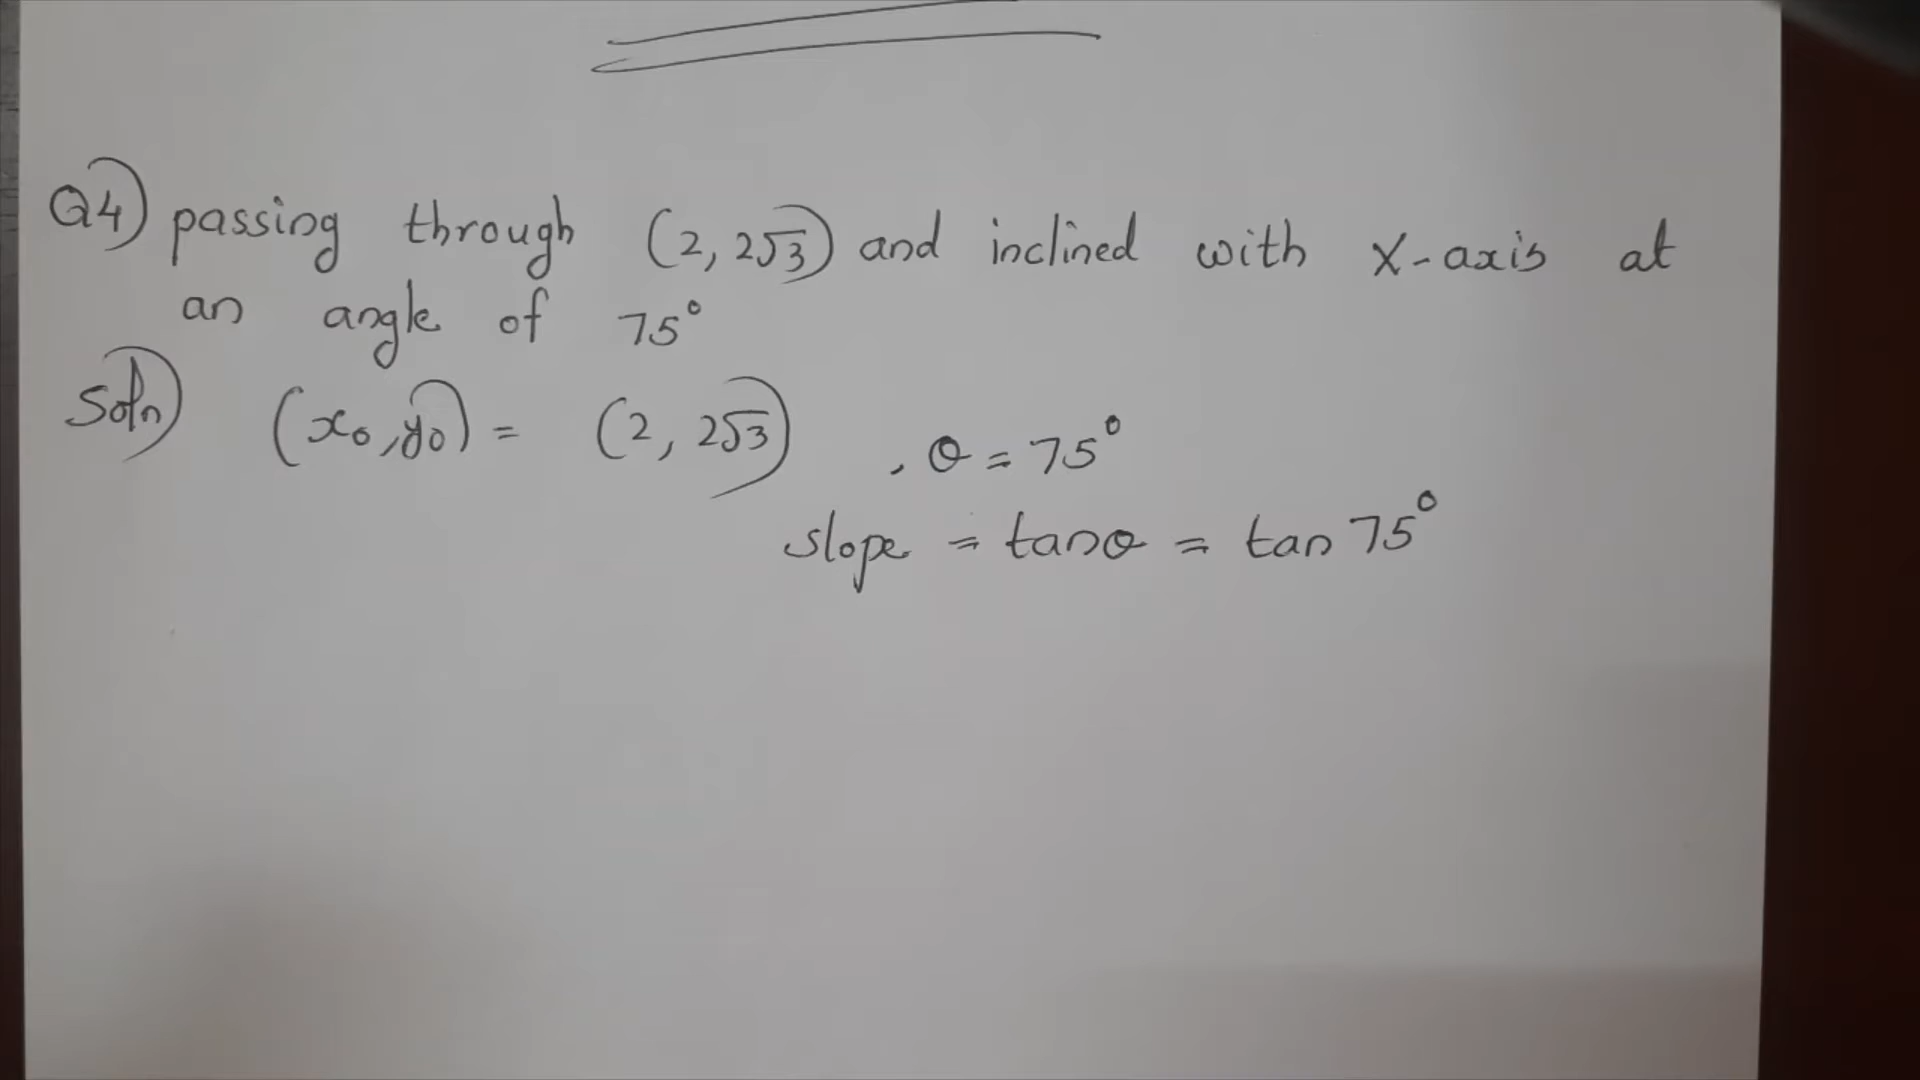 Q4) passing through (2, 2√3) and inclined with X-axis at
an angle of 75°
Soln) (x₀, y₀) = (2, 2√3) , θ = 75°
slope = tanθ = tan 75°